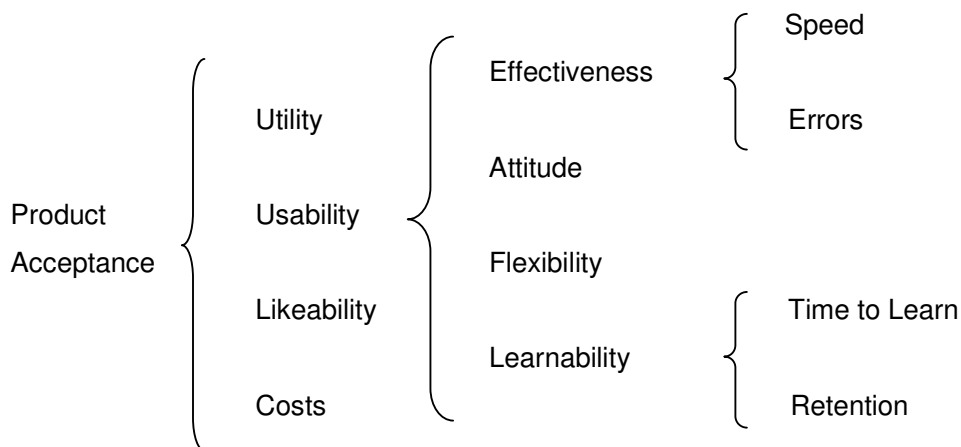 Product
Acceptance
Utility
Usability
Likeability
Costs
Effectiveness
Attitude
Flexibility
Learnability
Speed
Errors
Time to Learn
Retention